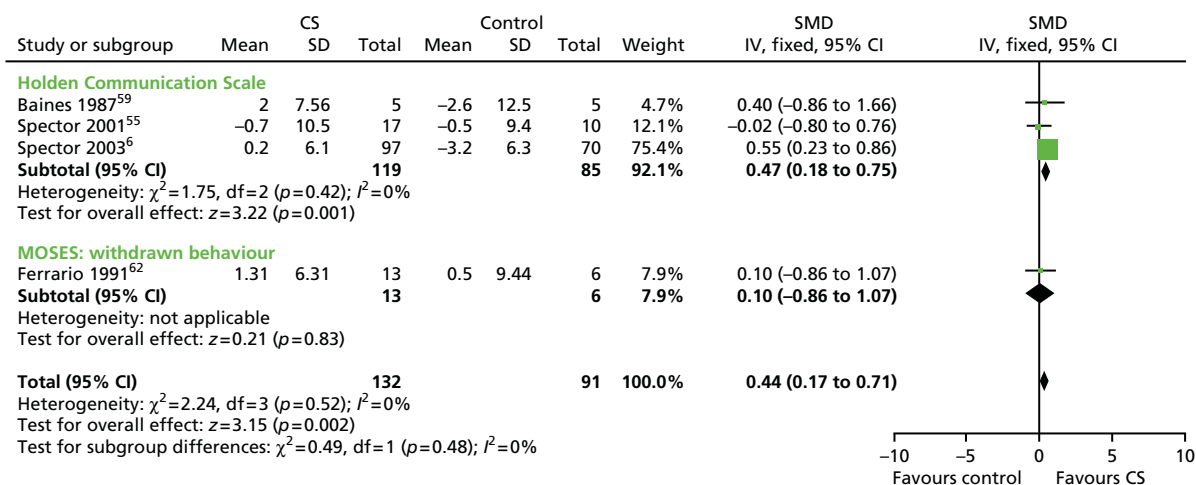 CS Control SMD SMD
Study or subgroup Mean SD Total Mean SD Total Weight IV, fixed, 95% CI IV, fixed, 95% CI
Holden Communication Scale
Baines 1987⁵⁹ 2 7.56 5 −2.6 12.5 5 4.7% 0.40 (−0.86 to 1.66)
Spector 2001⁵⁵ −0.7 10.5 17 −0.5 9.4 10 12.1% −0.02 (−0.80 to 0.76)
Spector 2003⁶ 0.2 6.1 97 −3.2 6.3 70 75.4% 0.55 (0.23 to 0.86)
Subtotal (95% CI) 119 85 92.1% 0.47 (0.18 to 0.75)
Heterogeneity: χ²=1.75, df=2 (p=0.42); I²=0%
Test for overall effect: z=3.22 (p=0.001)
MOSES: withdrawn behaviour
Ferrario 1991⁶² 1.31 6.31 13 0.5 9.44 6 7.9% 0.10 (−0.86 to 1.07)
Subtotal (95% CI) 13 6 7.9% 0.10 (−0.86 to 1.07)
Heterogeneity: not applicable
Test for overall effect: z=0.21 (p=0.83)
Total (95% CI) 132 91 100.0% 0.44 (0.17 to 0.71)
Heterogeneity: χ²=2.24, df=3 (p=0.52); I²=0%
Test for overall effect: z=3.15 (p=0.002)
Test for subgroup differences: χ²=0.49, df=1 (p=0.48); I²=0%
−10 −5 0 5 10
Favours control Favours CS